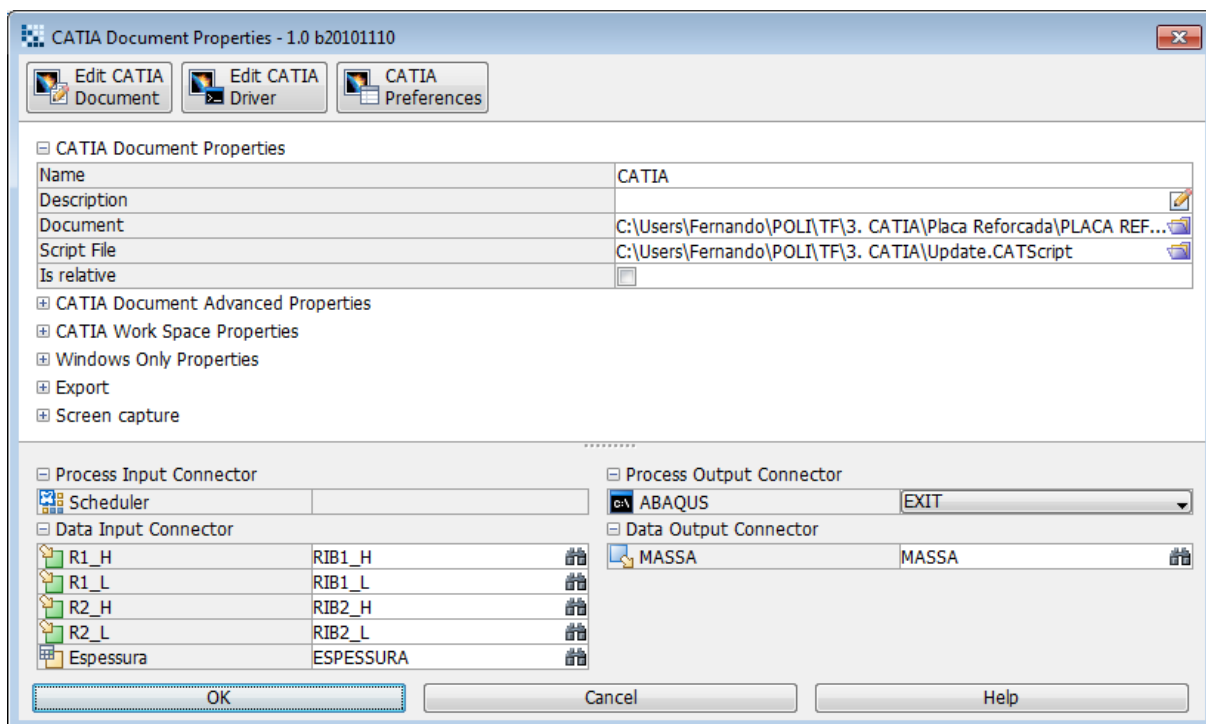 CATIA Document Properties - 1.0 b20101110
Edit CATIA Document
Edit CATIA Driver
CATIA Preferences
CATIA Document Properties
Name CATIA
Description
Document C:\Users\Fernando\POLI\TF\3. CATIA\Placa Reforcada\PLACA REF...
Script File C:\Users\Fernando\POLI\TF\3. CATIA\Update.CATScript
Is relative
CATIA Document Advanced Properties
CATIA Work Space Properties
Windows Only Properties
Export
Screen capture
Process Input Connector
Scheduler
Data Input Connector
R1_H RIB1_H
R1_L RIB1_L
R2_H RIB2_H
R2_L RIB2_L
Espessura ESPESSURA
Process Output Connector
C:\ ABAQUS EXIT
Data Output Connector
MASSA MASSA
OK Cancel Help